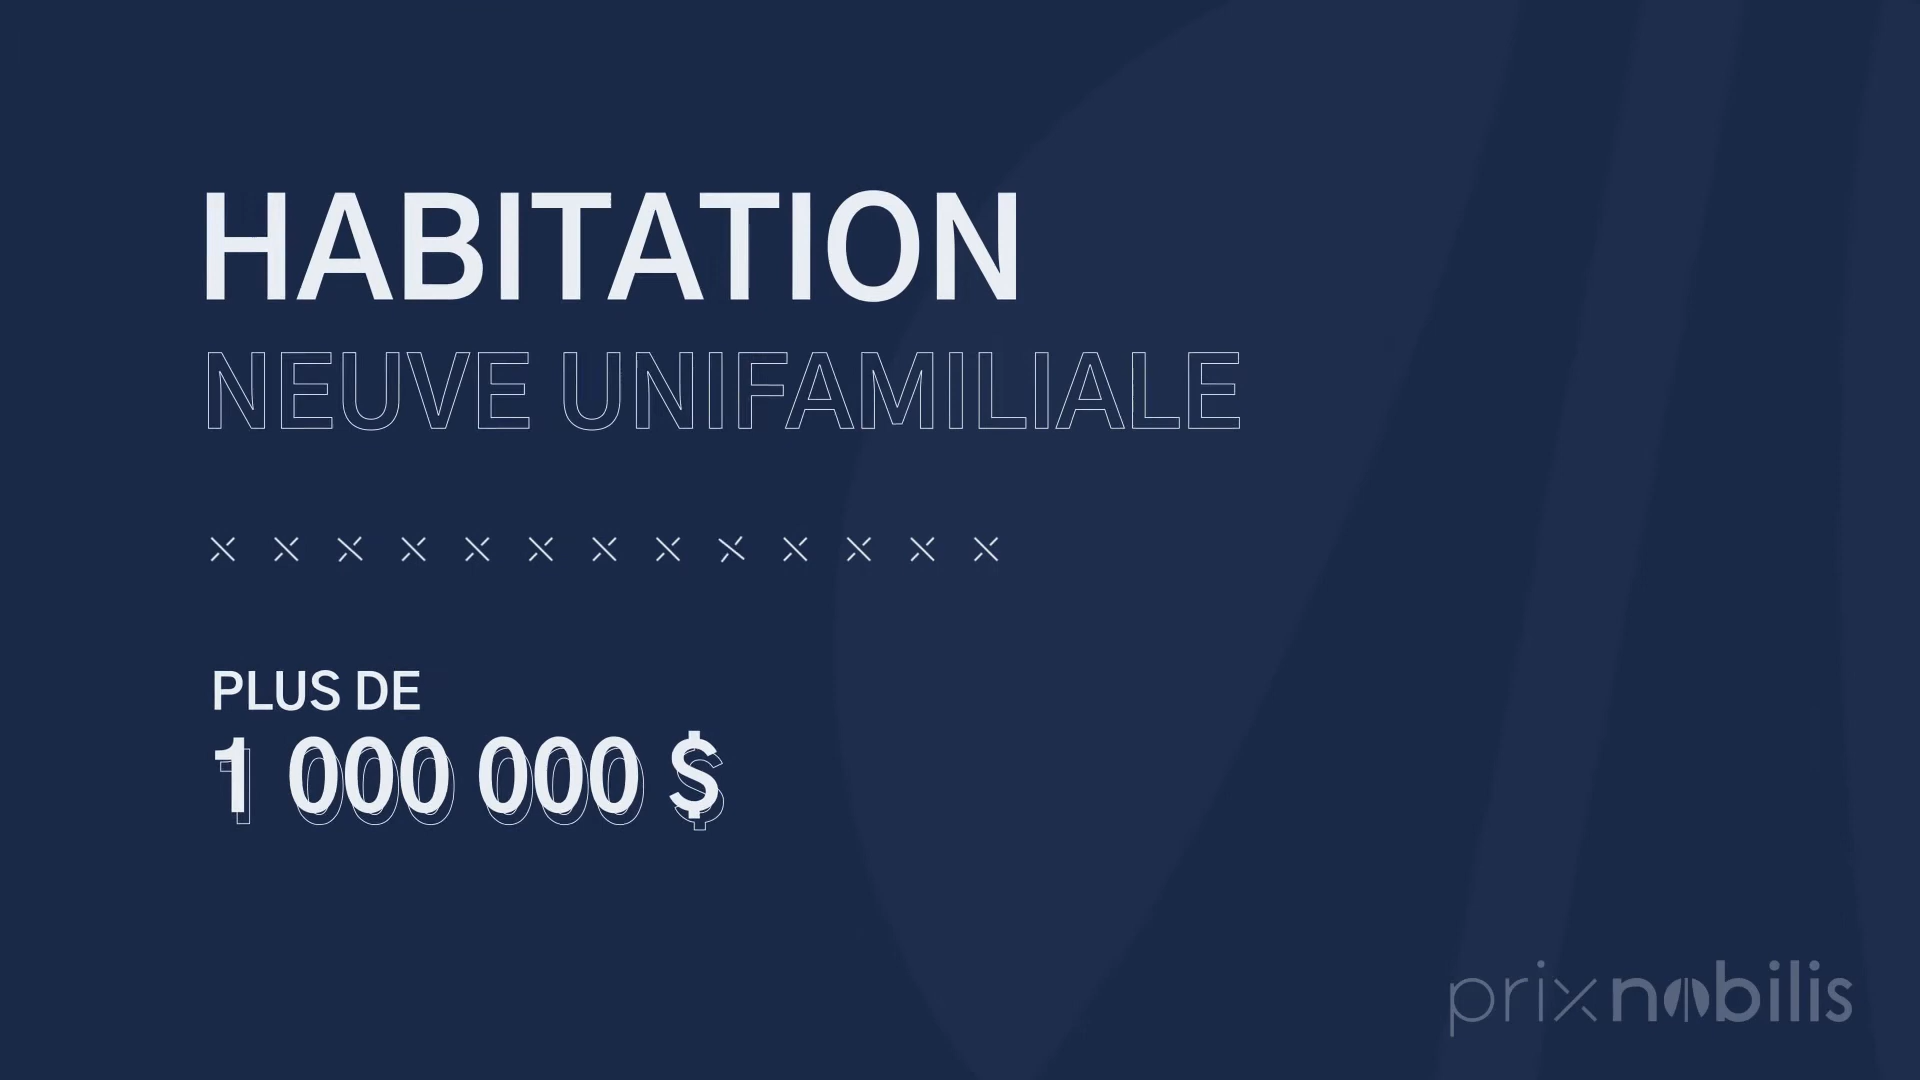 HABITATION
NEUVE UNIFAMILIALE
PLUS DE
1 000 000 $
prixnobilis